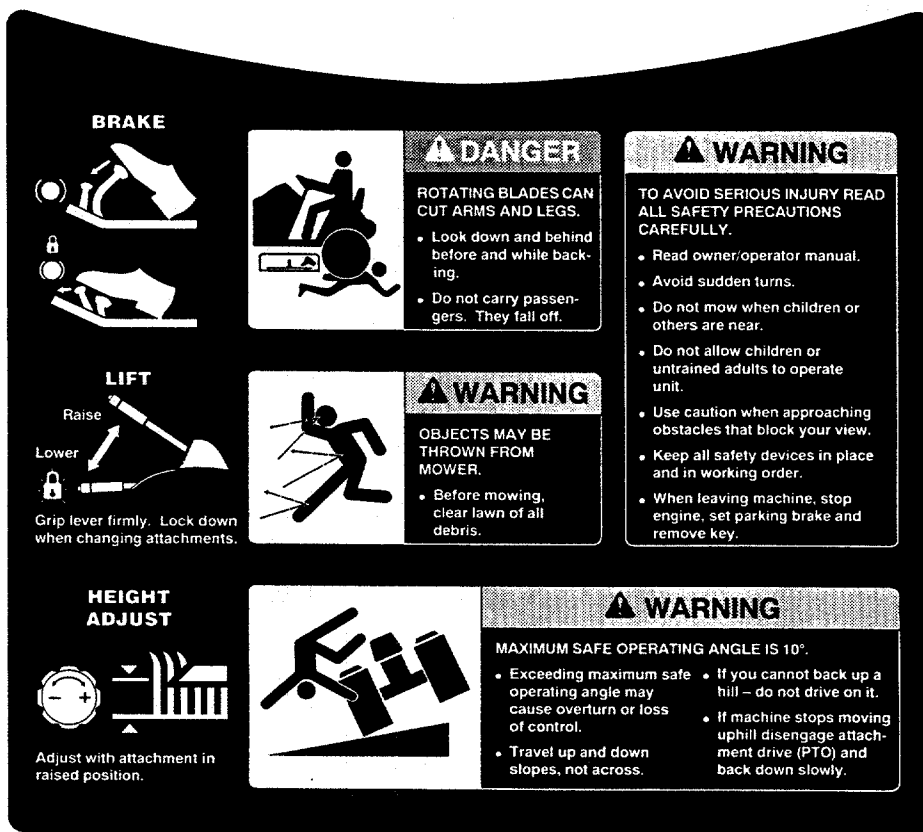 BRAKE
LIFT
Raise
Lower
Grip lever firmly. Lock down
when changing attachments.
HEIGHT
ADJUST
- +
Adjust with attachment in
raised position.
DANGER
ROTATING BLADES CAN
CUT ARMS AND LEGS.
• Look down and behind
before and while back-
ing.
• Do not carry passen-
gers. They fall off.
WARNING
OBJECTS MAY BE
THROWN FROM
MOWER.
• Before mowing,
clear lawn of all
debris.
WARNING
TO AVOID SERIOUS INJURY READ
ALL SAFETY PRECAUTIONS
CAREFULLY.
• Read owner/operator manual.
• Avoid sudden turns.
• Do not mow when children or
others are near.
• Do not allow children or
untrained adults to operate
unit.
• Use caution when approaching
obstacles that block your view.
• Keep all safety devices in place
and in working order.
• When leaving machine, stop
engine, set parking brake and
remove key.
WARNING
MAXIMUM SAFE OPERATING ANGLE IS 10°.
• Exceeding maximum safe
operating angle may
cause overturn or loss
of control.
• Travel up and down
slopes, not across.
• If you cannot back up a
hill – do not drive on it.
• If machine stops moving
uphill disengage attach-
ment drive (PTO) and
back down slowly.